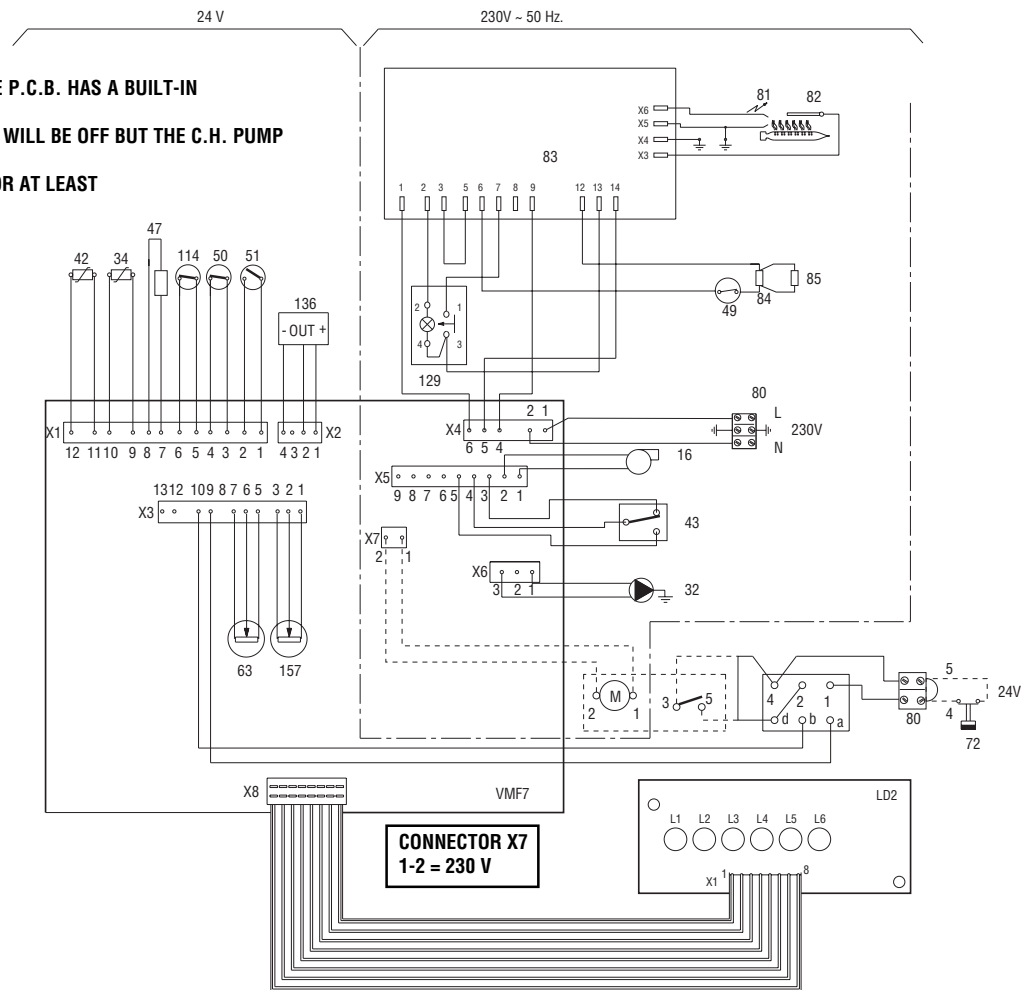 24 V
230V ~ 50 Hz.
E P.C.B. HAS A BUILT-IN
WILL BE OFF BUT THE C.H. PUMP
OR AT LEAST
81 82
X6
X5
X4
X3
83
1 2 3 5 6 7 8 9 12 13 14
47
42 34 114 50 51
136
- OUT +
2 1
4 3
129
49 84 85
80
L
230V
N
X1
12 11 10 9 8 7 6 5 4 3 2 1
X2
4 3 2 1
X4
2 1
6 5 4
16
X5
9 8 7 6 5 4 3 2 1
43
X3
13 12 10 9 8 7 6 5 3 2 1
X7
2 1
X6
3 2 1
32
63 157
M
2 1
3 5
4 2 1
d b a
5
80
4
24V
72
X8
VMF7
CONNECTOR X7
1-2 = 230 V
LD2
L1 L2 L3 L4 L5 L6
X1 1 8